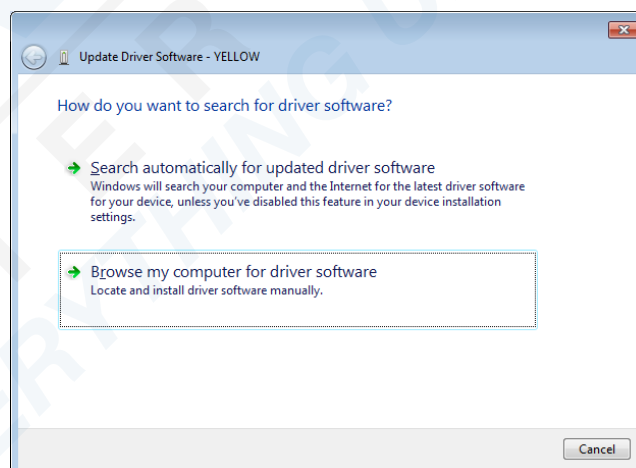 Update Driver Software - YELLOW
How do you want to search for driver software?
Search automatically for updated driver software
Windows will search your computer and the Internet for the latest driver software
for your device, unless you've disabled this feature in your device installation
settings.
Browse my computer for driver software
Locate and install driver software manually.
Cancel